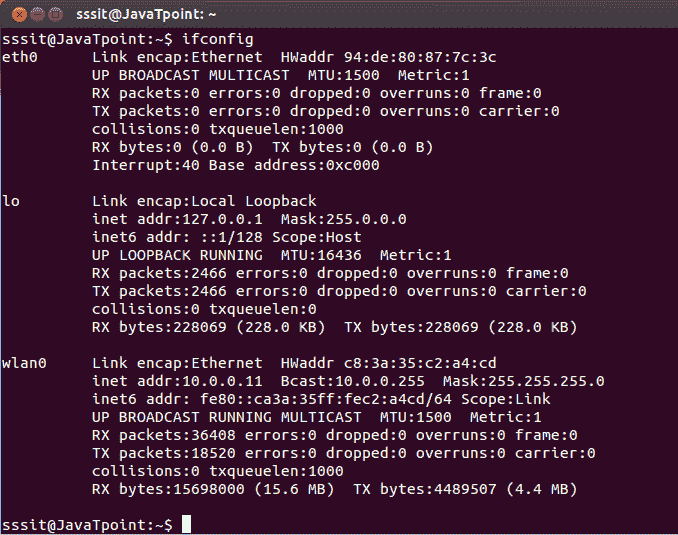 sssit@JavaTpoint: ~
sssit@JavaTpoint:~$ ifconfig
eth0      Link encap:Ethernet  HWaddr 94:de:80:87:7c:3c
          UP BROADCAST MULTICAST  MTU:1500  Metric:1
          RX packets:0 errors:0 dropped:0 overruns:0 frame:0
          TX packets:0 errors:0 dropped:0 overruns:0 carrier:0
          collisions:0 txqueuelen:1000
          RX bytes:0 (0.0 B)  TX bytes:0 (0.0 B)
          Interrupt:40 Base address:0xc000
lo        Link encap:Local Loopback
          inet addr:127.0.0.1  Mask:255.0.0.0
          inet6 addr: ::1/128 Scope:Host
          UP LOOPBACK RUNNING  MTU:16436  Metric:1
          RX packets:2466 errors:0 dropped:0 overruns:0 frame:0
          TX packets:2466 errors:0 dropped:0 overruns:0 carrier:0
          collisions:0 txqueuelen:0
          RX bytes:228069 (228.0 KB)  TX bytes:228069 (228.0 KB)
wlan0     Link encap:Ethernet  HWaddr c8:3a:35:c2:a4:cd
          inet addr:10.0.0.11  Bcast:10.0.0.255  Mask:255.255.255.0
          inet6 addr: fe80::ca3a:35ff:fec2:a4cd/64 Scope:Link
          UP BROADCAST RUNNING MULTICAST  MTU:1500  Metric:1
          RX packets:36408 errors:0 dropped:0 overruns:0 frame:0
          TX packets:18520 errors:0 dropped:0 overruns:0 carrier:0
          collisions:0 txqueuelen:1000
          RX bytes:15698000 (15.6 MB)  TX bytes:4489507 (4.4 MB)
sssit@JavaTpoint:~$